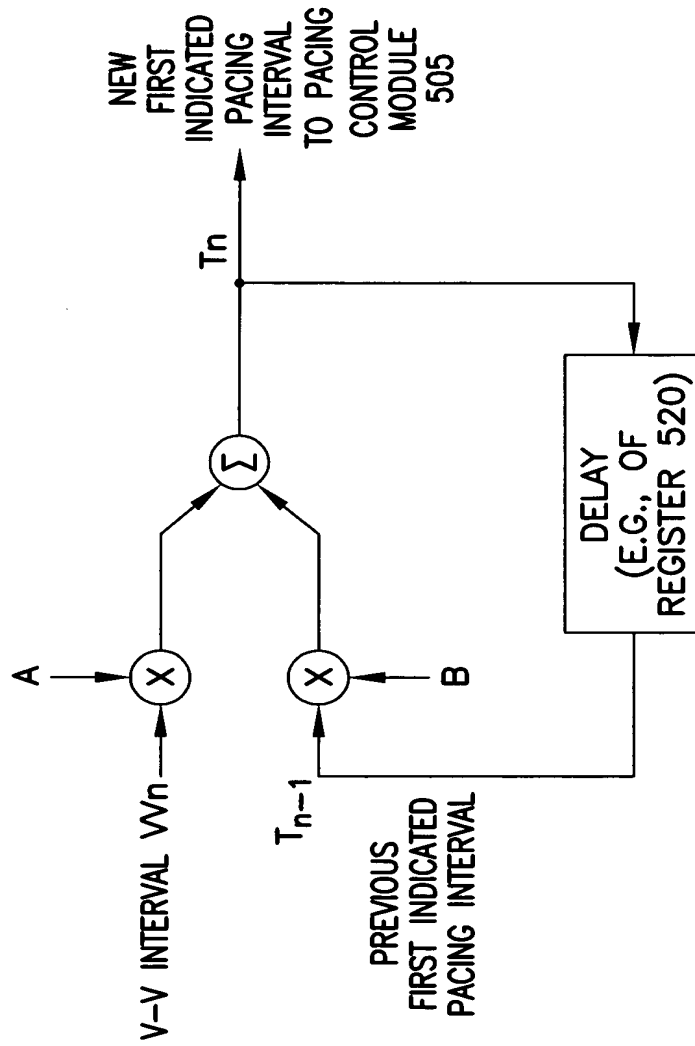 A
V-V INTERVAL VVn
X
Σ
Tn
NEW
FIRST
INDICATED
PACING
INTERVAL
TO PACING
CONTROL
MODULE
505
Tn-1
X
B
PREVIOUS
FIRST INDICATED
PACING INTERVAL
DELAY
(E.G., OF
REGISTER 520)